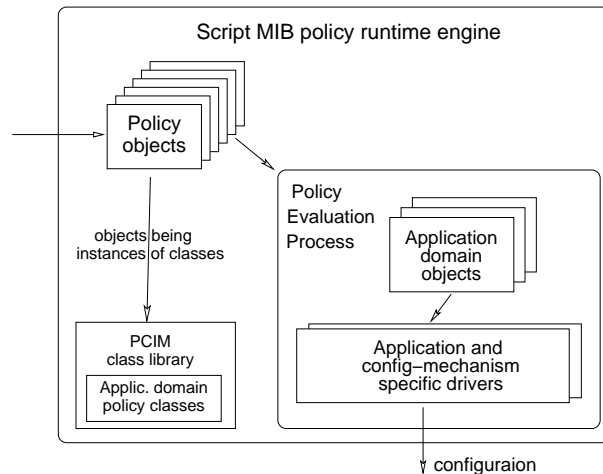 Script MIB policy runtime engine
Policy
objects
objects being
instances of classes
PCIM
class library
Applic. domain
policy classes
Policy
Evaluation
Process
Application
domain
objects
Application and
config–mechanism
specific drivers
configuraion